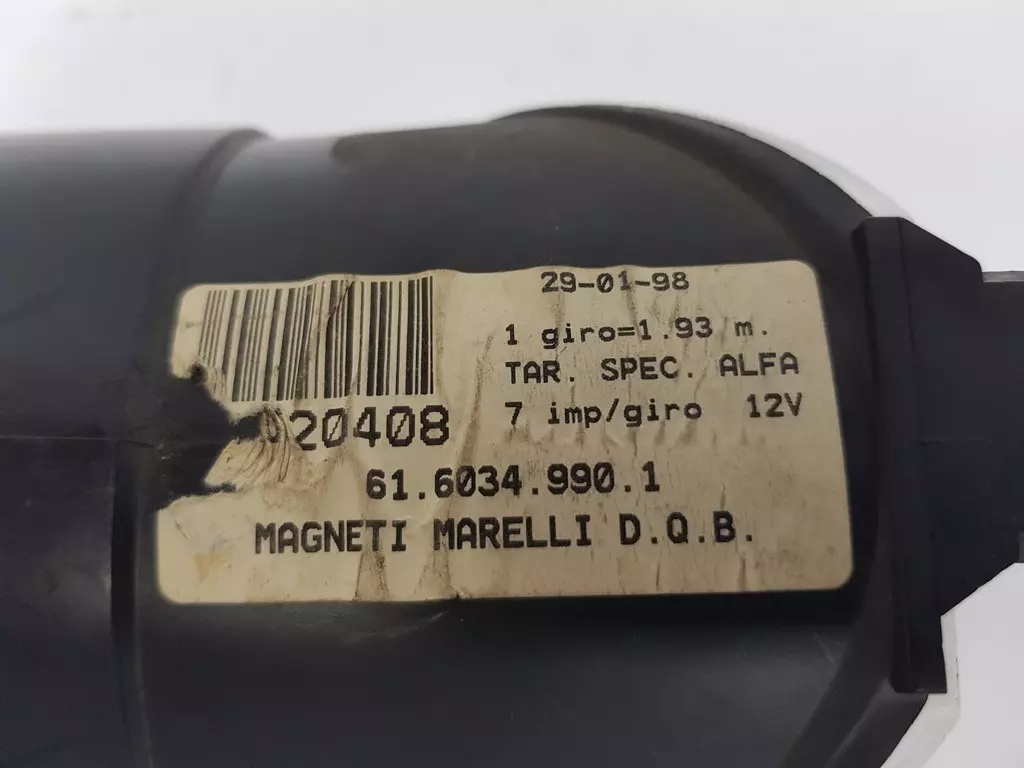 29-01-98
1 giro=1.93 m.
TAR. SPEC. ALFA
7 imp/giro 12V
20408
61.6034.990.1
MAGNETI MARELLI D.Q.B.